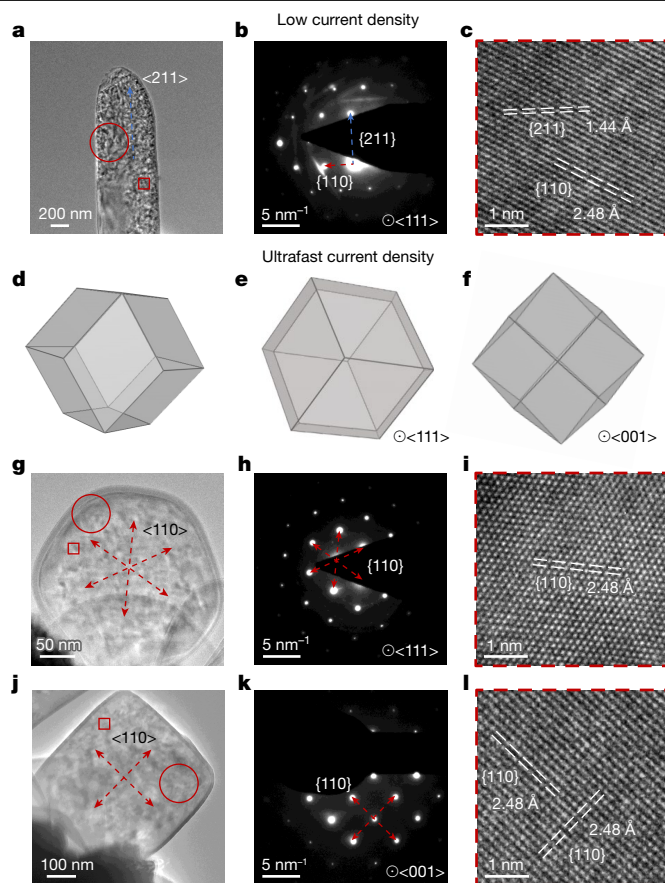 Low current density
a
<211>
200 nm
b
{211}
{110}
5 nm⁻¹
⊙<111>
c
{211}
1.44 Å
{110}
2.48 Å
1 nm
Ultrafast current density
d
e
⊙<111>
f
⊙<001>
g
<110>
50 nm
h
{110}
5 nm⁻¹
⊙<111>
i
{110}
2.48 Å
1 nm
j
<110>
100 nm
k
{110}
5 nm⁻¹
⊙<001>
l
{110}
2.48 Å
2.48 Å
{110}
1 nm